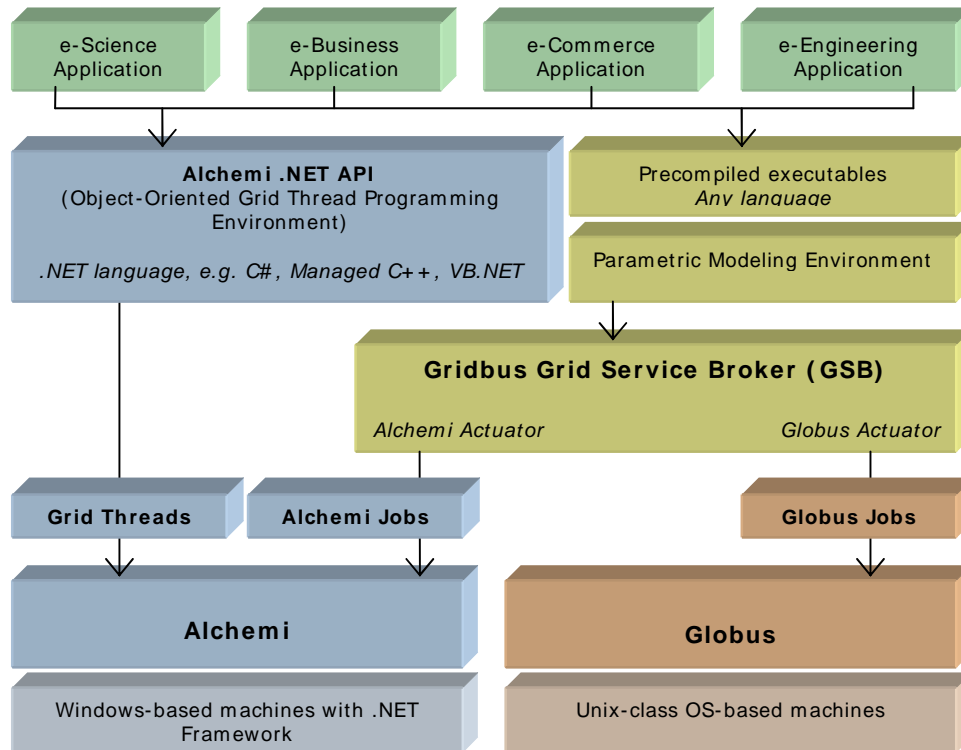 e-Science
Application
e-Business
Application
e-Commerce
Application
e-Engineering
Application
Alchemi .NET API
(Object-Oriented Grid Thread Programming
Environment)
.NET language, e.g. C#, Managed C++, VB.NET
Precompiled executables
Any language
Parametric Modeling Environment
Gridbus Grid Service Broker (GSB)
Alchemi Actuator
Globus Actuator
Grid Threads
Alchemi Jobs
Globus Jobs
Alchemi
Globus
Windows-based machines with .NET
Framework
Unix-class OS-based machines